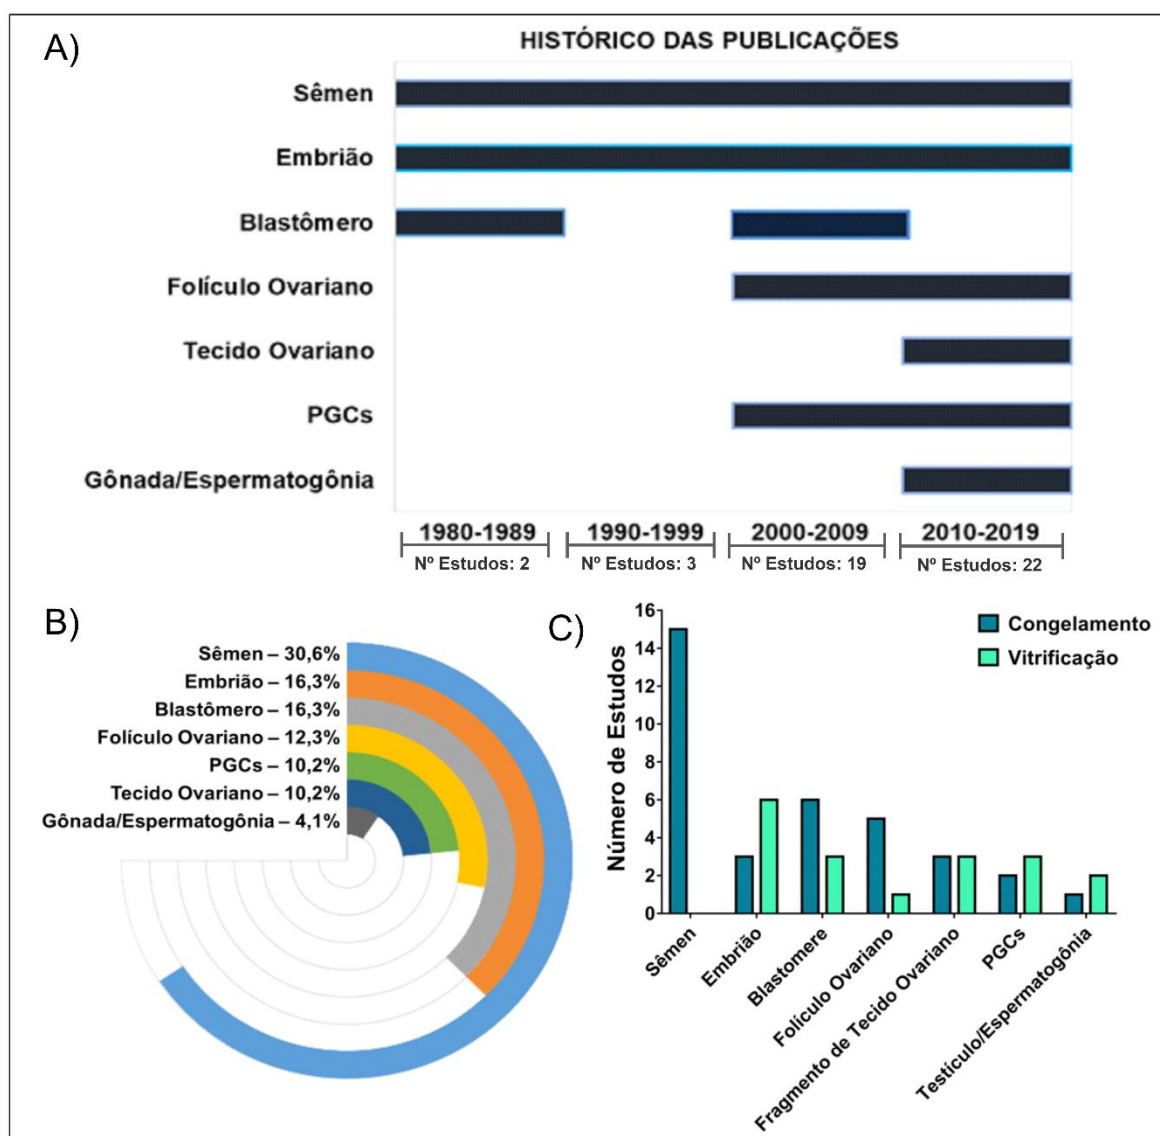 A)
HISTÓRICO DAS PUBLICAÇÕES
Sêmen
Embrião
Blastômero
Folículo Ovariano
Tecido Ovariano
PGCs
Gônada/Espermatogônia
1980-1989 1990-1999 2000-2009 2010-2019
Nº Estudos: 2 Nº Estudos: 3 Nº Estudos: 19 Nº Estudos: 22
B)
Sêmen – 30,6%
Embrião – 16,3%
Blastômero – 16,3%
Folículo Ovariano – 12,3%
PGCs – 10,2%
Tecido Ovariano – 10,2%
Gônada/Espermatogônia – 4,1%
C)
Número de Estudos
16
14
12
10
8
6
4
2
0
Congelamento
Vitrificação
Sêmen
Embrião
Blastomere
Folículo Ovariano
Fragmento de Tecido Ovariano
PGCs
Testículo/Espermatogônia